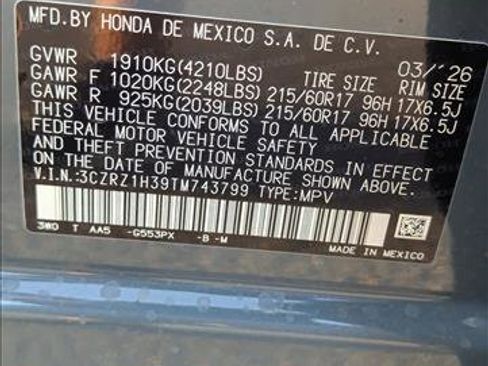 MFD.BY HONDA DE MEXICO S.A. DE C.V.
03/'26
GVWR 1910KG(4210LBS) TIRE SIZE RIM SIZE
GAWR F 1020KG(2248LBS) 215/60R17 96H 17X6.5J
GAWR R 925KG(2039LBS) 215/60R17 96H 17X6.5J
THIS VEHICLE CONFORMS TO ALL APPLICABLE
FEDERAL MOTOR VEHICLE SAFETY, BUMPER
AND THEFT PREVENTION STANDARDS IN EFFECT
ON THE DATE OF MANUFACTURE SHOWN ABOVE.
V.I.N.:3CZRZ1H39TM743799 TYPE:MPV
3W0 T AA5 -G553PX -B -M
MADE IN MEXICO